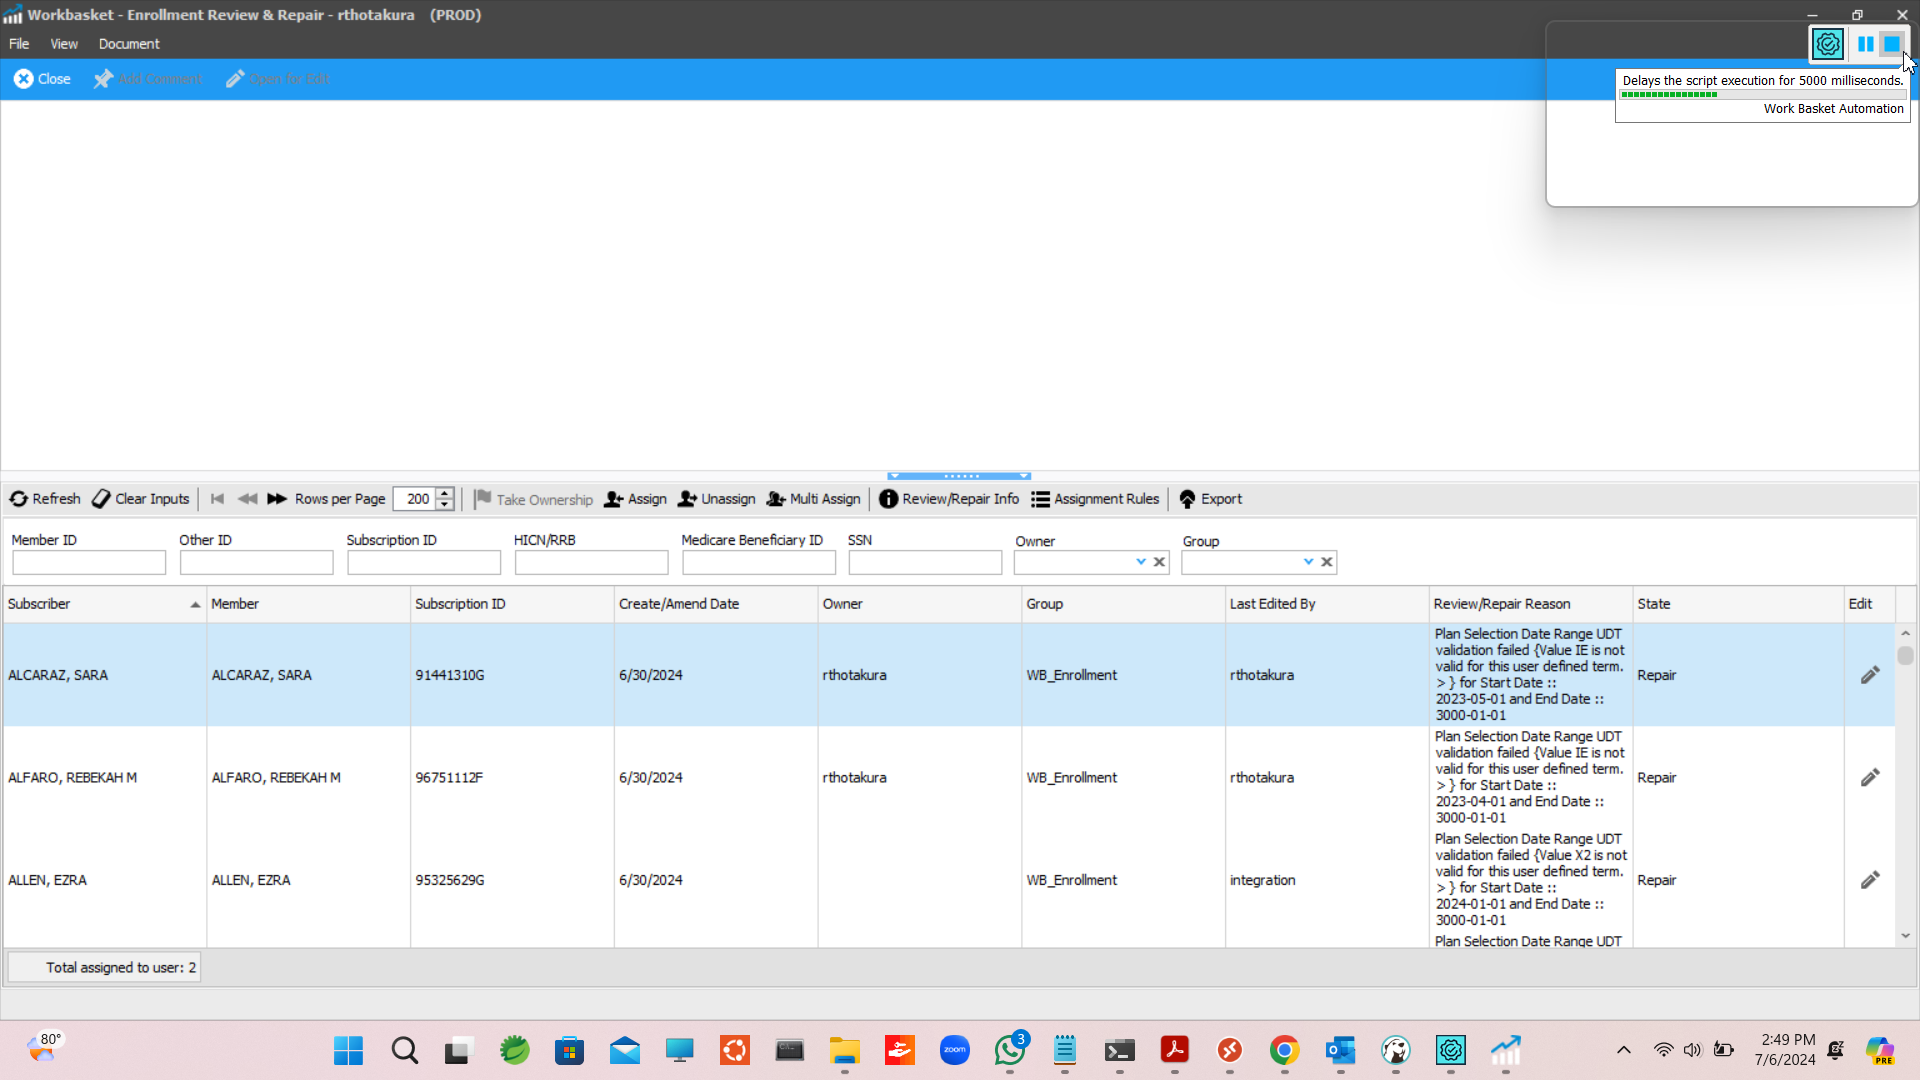 Workbasket - Enrollment Review & Repair - rthotakura (PROD)
File View Document
Close Add Comment Open for Edit
Delays the script execution for 5000 milliseconds.
Work Basket Automation
Refresh Clear Inputs Rows per Page 200 Take Ownership Assign Unassign Multi Assign Review/Repair Info Assignment Rules Export
Member ID Other ID Subscription ID HICN/RRB Medicare Beneficiary ID SSN Owner Group
Subscriber Member Subscription ID Create/Amend Date Owner Group Last Edited By Review/Repair Reason State Edit
Plan Selection Date Range UDT
validation failed {Value IE is not
valid for this user defined term.
ALCARAZ, SARA ALCARAZ, SARA 91441310G 6/30/2024 rthotakura WB_Enrollment rthotakura Repair
> } for Start Date ::
2023-05-01 and End Date ::
3000-01-01
Plan Selection Date Range UDT
validation failed {Value IE is not
valid for this user defined term.
ALFARO, REBEKAH M ALFARO, REBEKAH M 96751112F 6/30/2024 rthotakura WB_Enrollment rthotakura Repair
> } for Start Date ::
2023-04-01 and End Date ::
3000-01-01
Plan Selection Date Range UDT
validation failed {Value X2 is not
valid for this user defined term.
ALLEN, EZRA ALLEN, EZRA 95325629G 6/30/2024 WB_Enrollment integration Repair
> } for Start Date ::
2024-01-01 and End Date ::
3000-01-01
Plan Selection Date Range UDT
Total assigned to user: 2
80°
zoom
3
2:49 PM
7/6/2024
PRE